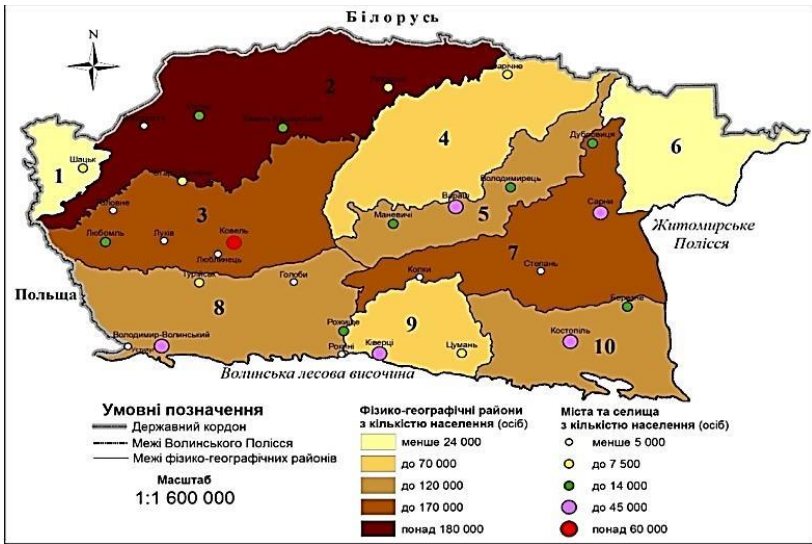 Білорусь
N
2
4
6
1
Шацьк
Дубровиця
Володимирець
Вараш
5
Маневичі
Сарни
3
Любомль
Луків
Ковель
Люблинець
7
Степань
Житомирське
Полісся
Польща
Турійськ
Голоби
Колки
8
9
10
Березне
Рожище
Костопіль
Володимир-Волинський
Рокині
Ківерці
Цумань
Волинська лесова височина
Умовні позначення
Державний кордон
Межі Волинського Полісся
Межі фізико-географічних районів
Масштаб
1:1 600 000
Фізико-географічні райони
з кількістю населення (осіб)
менше 24 000
до 70 000
до 120 000
до 170 000
понад 180 000
Міста та селища
з кількістю населення (осіб)
менше 5 000
до 7 500
до 14 000
до 45 000
понад 60 000